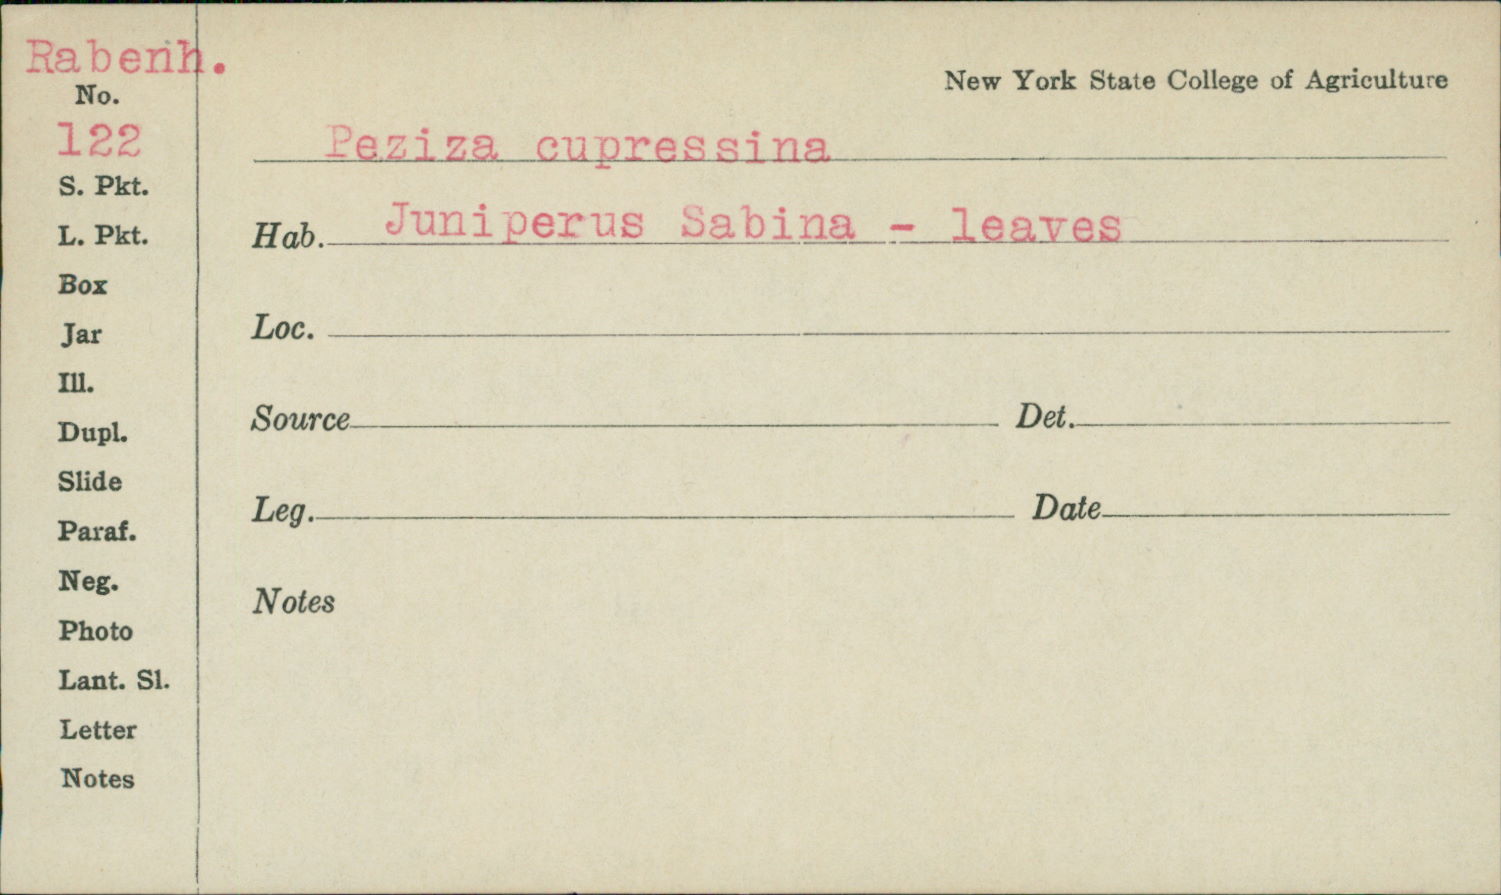 Rabenh.
New York State College of Agriculture
No.
122
Peziza cupressina
S. Pkt.
L. Pkt.
Hab. Juniperus Sabina - leaves
Box
Loc.
Jar
Ill.
Source Det.
Dupl.
Slide
Leg. Date
Paraf.
Neg.
Notes
Photo
Lant. Sl.
Letter
Notes